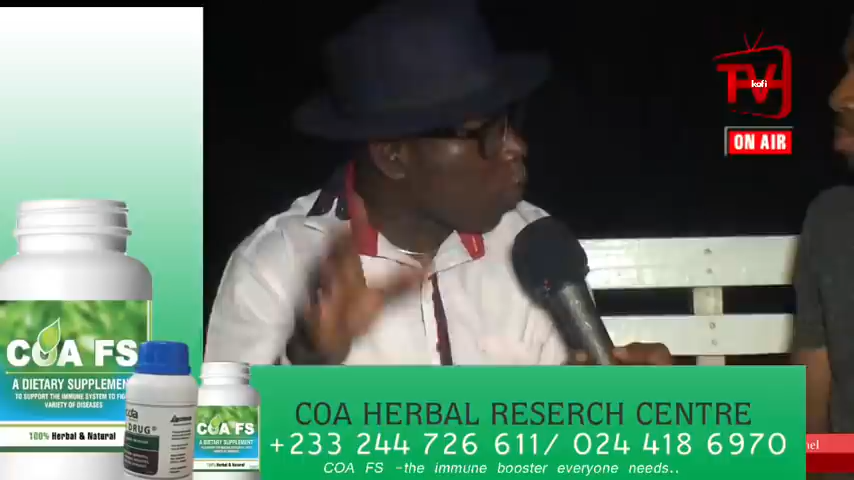 TV
kofi
ON AIR
COA FS
A DIETARY SUPPLEMENT
TO SUPPORT THE IMMUNE SYSTEM TO
VARIETY OF DISEASES
100% Herbal & Natural
DRUG
COA FS
A DIETARY SUPPLEMENT
100% Herbal & Natural
COA HERBAL RESERCH CENTRE
+233 244 726 611/ 024 418 6970
COA FS -the immune booster everyone needs..
nel